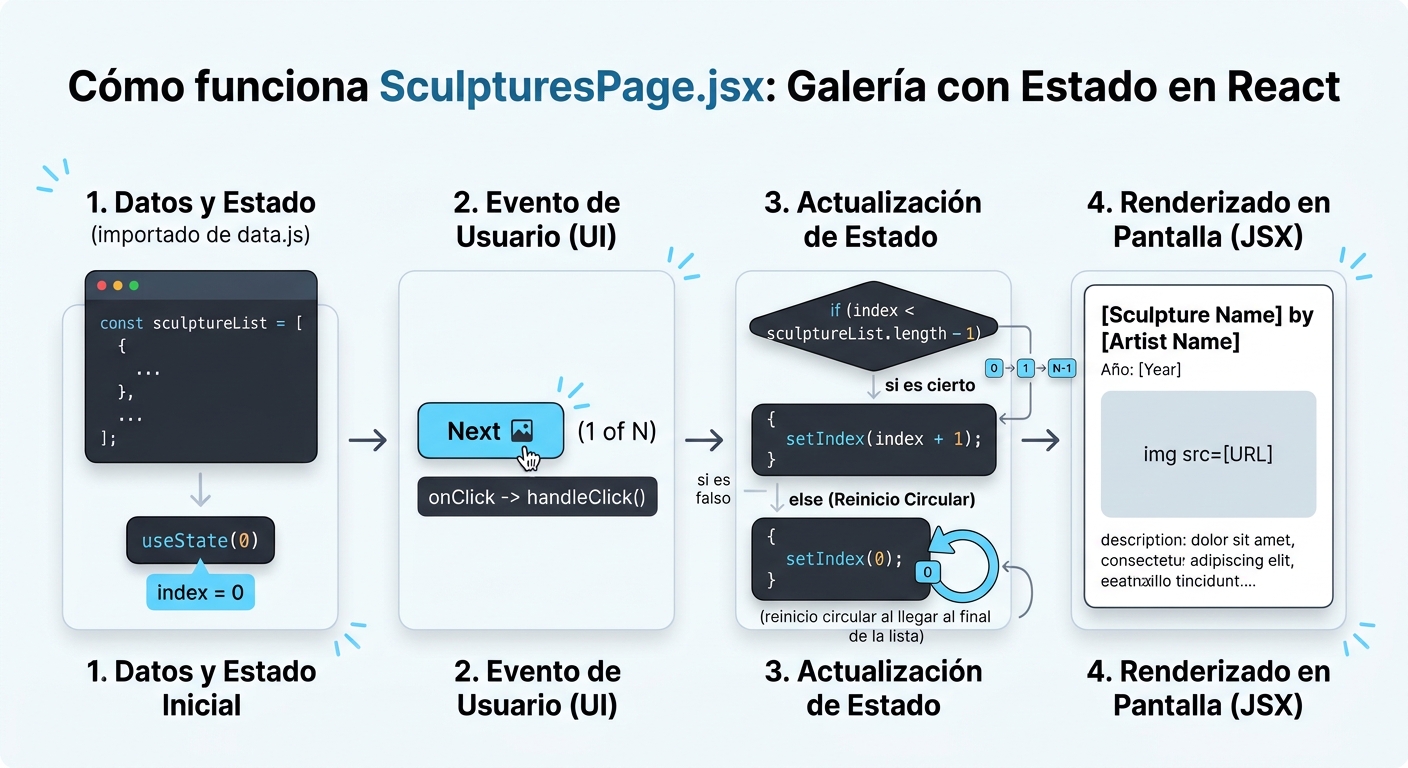 Cómo funciona SculpturesPage.jsx: Galería con Estado en React
1. Datos y Estado
(importado de data.js)
const sculptureList = [
{
...
},
...
];
useState(0)
index = 0
1. Datos y Estado
Inicial
2. Evento de
Usuario (UI)
Next
(1 of N)
onClick -> handleClick()
2. Evento de
Usuario (UI)
3. Actualización
de Estado
if (index <
sculptureList.length - 1)
0 → 1 → N-1
si es cierto
{
setIndex(index + 1);
}
si es
falso
else (Reinicio Circular)
{
setIndex(0);
}
0
(reinicio circular al llegar al final
de la lista)
3. Actualización
de Estado
4. Renderizado en
Pantalla (JSX)
[Sculpture Name] by
[Artist Name]
Año: [Year]
img src=[URL]
description: dolor sit amet,
adipiscing elit,
tincidunt....
4. Renderizado en
Pantalla (JSX)